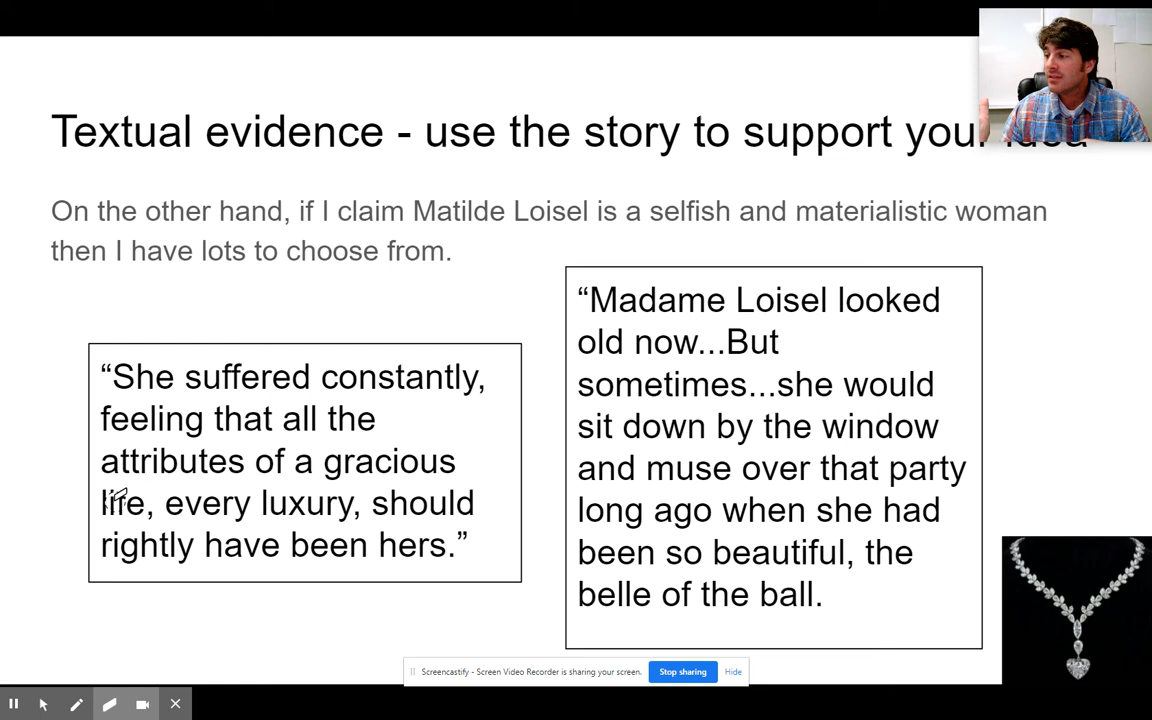 Textual evidence - use the story to support your idea
On the other hand, if I claim Matilde Loisel is a selfish and materialistic woman
then I have lots to choose from.
“She suffered constantly,
feeling that all the
attributes of a gracious
life, every luxury, should
rightly have been hers.”
“Madame Loisel looked
old now...But
sometimes...she would
sit down by the window
and muse over that party
long ago when she had
been so beautiful, the
belle of the ball.
Screencastify - Screen Video Recorder is sharing your screen.
Stop sharing
Hide